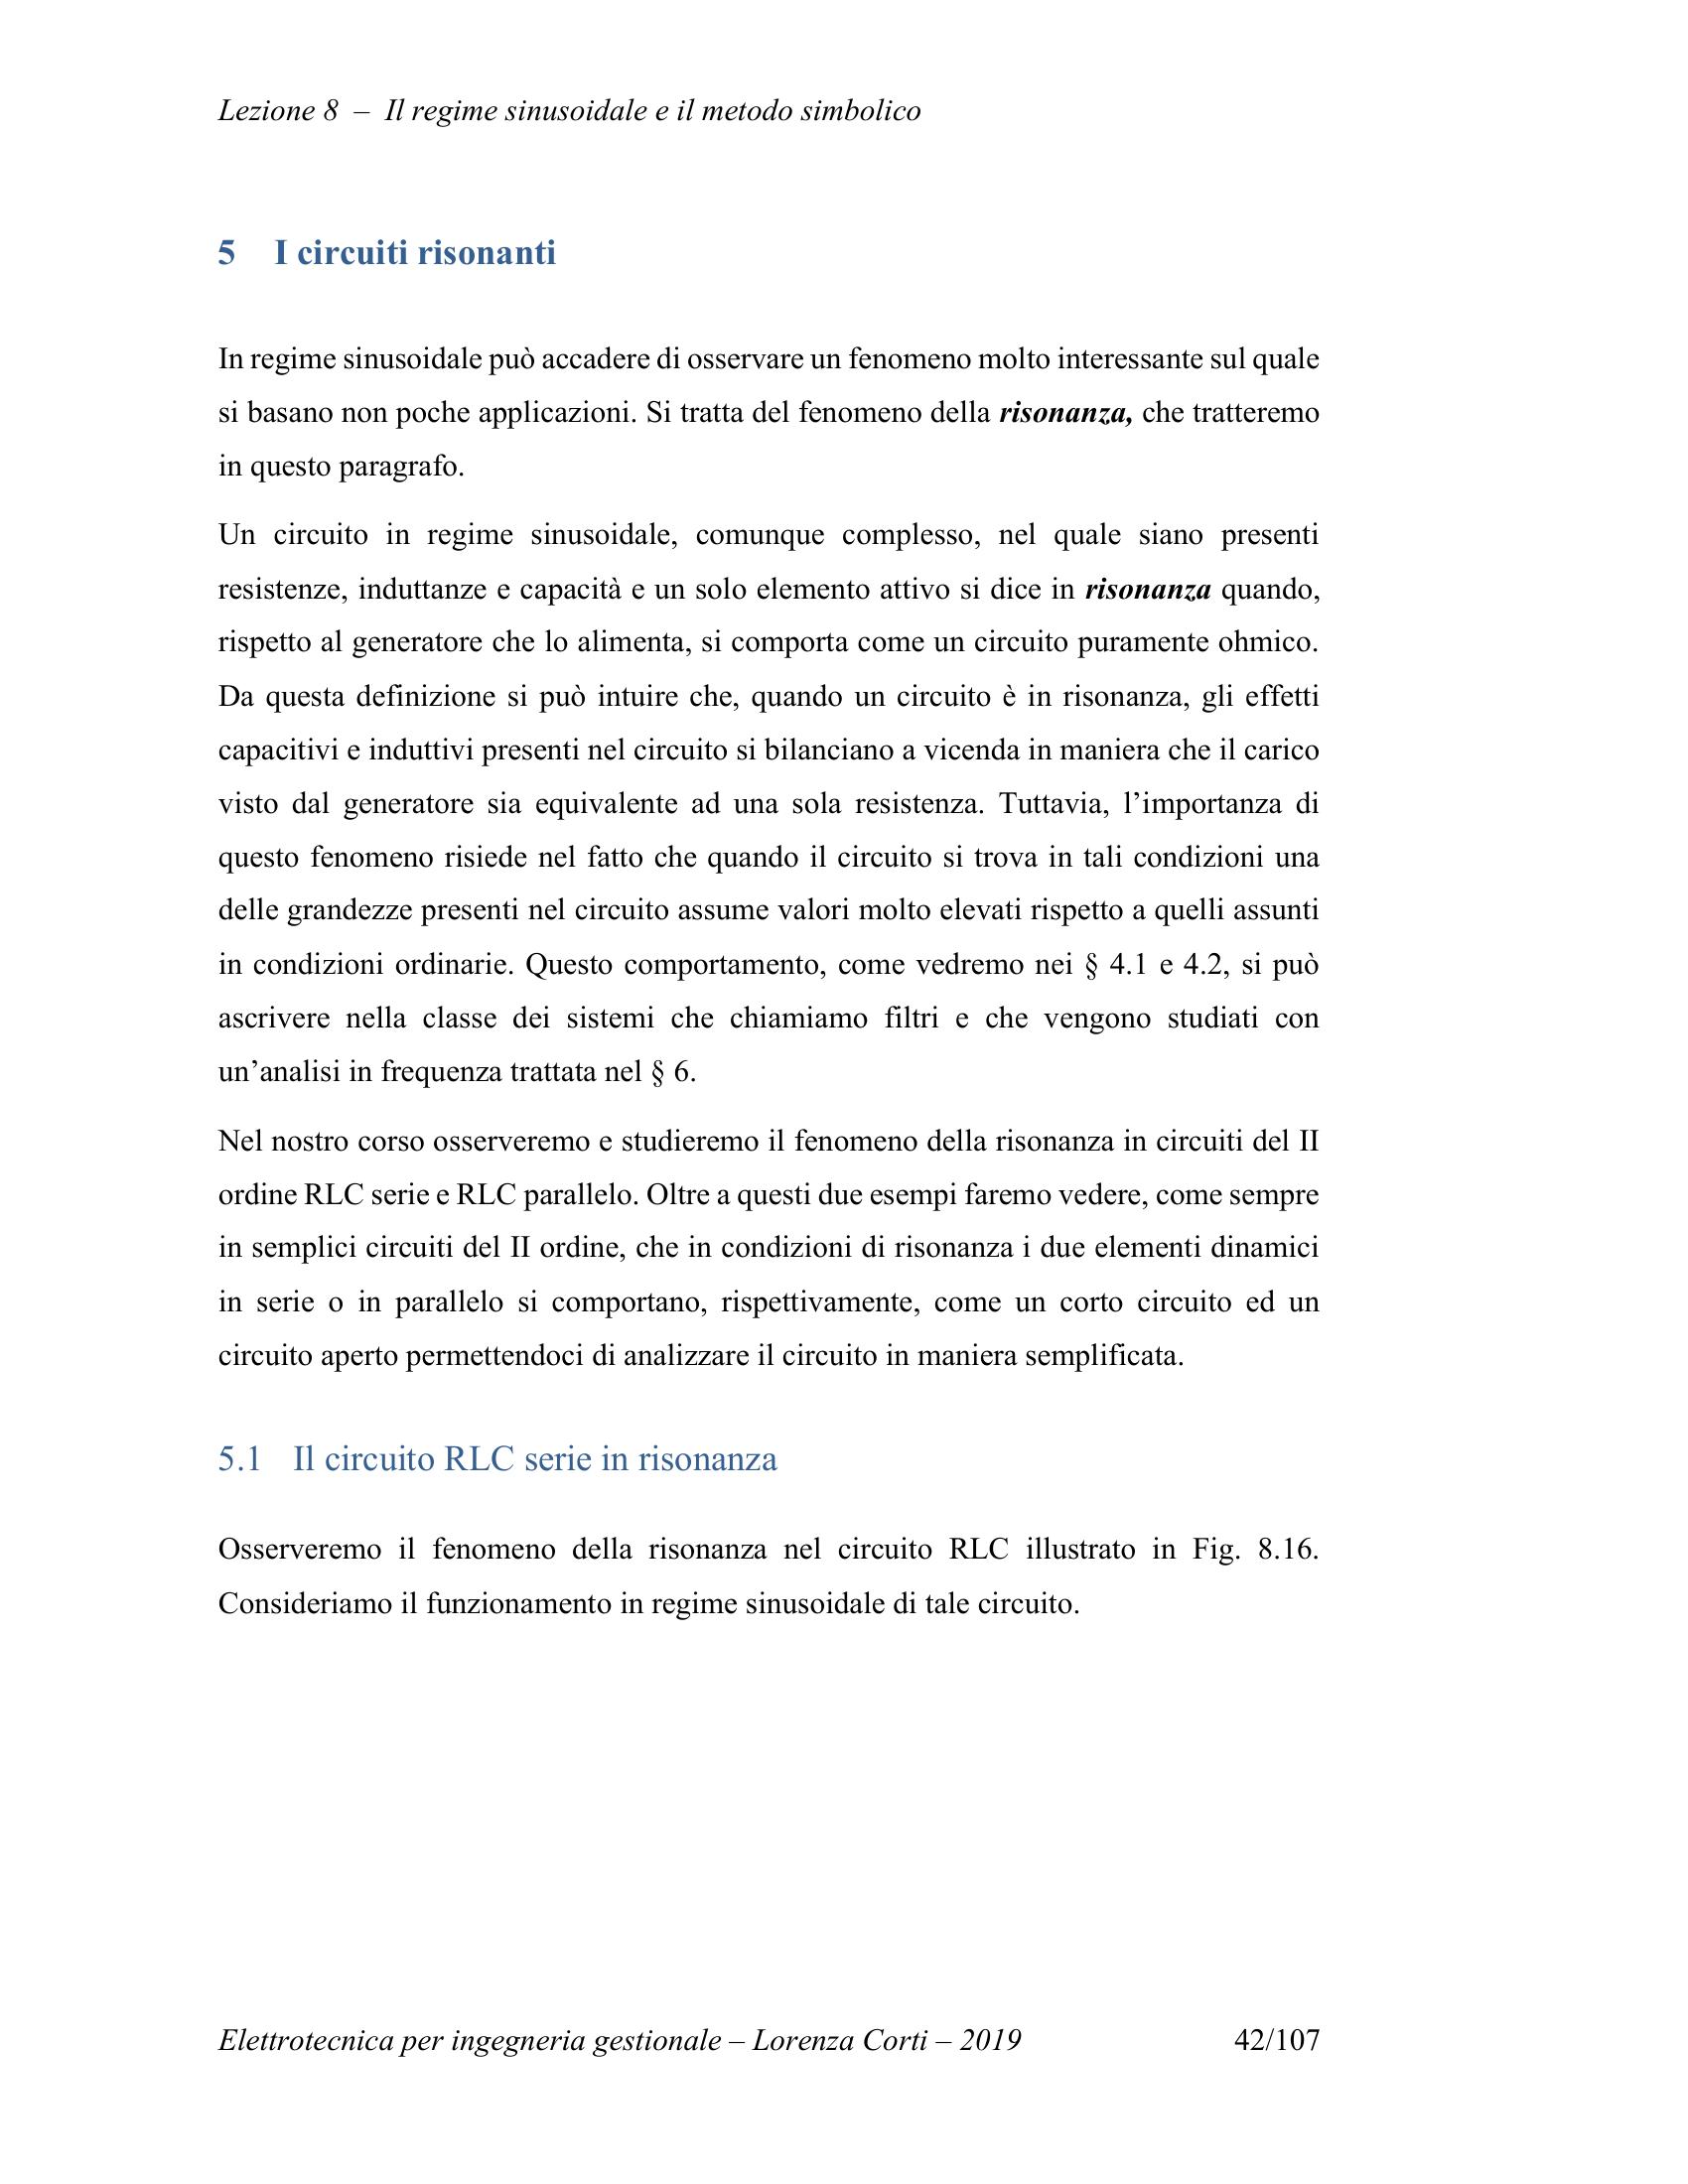 Lezione 8 – Il regime sinusoidale e il metodo simbolico
5 I circuiti risonanti
In regime sinusoidale può accadere di osservare un fenomeno molto interessante sul quale
si basano non poche applicazioni. Si tratta del fenomeno della risonanza, che tratteremo
in questo paragrafo.
Un circuito in regime sinusoidale, comunque complesso, nel quale siano presenti
resistenze, induttanze e capacità e un solo elemento attivo si dice in risonanza quando,
rispetto al generatore che lo alimenta, si comporta come un circuito puramente ohmico.
Da questa definizione si può intuire che, quando un circuito è in risonanza, gli effetti
capacitivi e induttivi presenti nel circuito si bilanciano a vicenda in maniera che il carico
visto dal generatore sia equivalente ad una sola resistenza. Tuttavia, l’importanza di
questo fenomeno risiede nel fatto che quando il circuito si trova in tali condizioni una
delle grandezze presenti nel circuito assume valori molto elevati rispetto a quelli assunti
in condizioni ordinarie. Questo comportamento, come vedremo nei § 4.1 e 4.2, si può
ascrivere nella classe dei sistemi che chiamiamo filtri e che vengono studiati con
un’analisi in frequenza trattata nel § 6.
Nel nostro corso osserveremo e studieremo il fenomeno della risonanza in circuiti del II
ordine RLC serie e RLC parallelo. Oltre a questi due esempi faremo vedere, come sempre
in semplici circuiti del II ordine, che in condizioni di risonanza i due elementi dinamici
in serie o in parallelo si comportano, rispettivamente, come un corto circuito ed un
circuito aperto permettendoci di analizzare il circuito in maniera semplificata.
5.1 Il circuito RLC serie in risonanza
Osserveremo il fenomeno della risonanza nel circuito RLC illustrato in Fig. 8.16.
Consideriamo il funzionamento in regime sinusoidale di tale circuito.
Elettrotecnica per ingegneria gestionale – Lorenza Corti – 2019 42/107